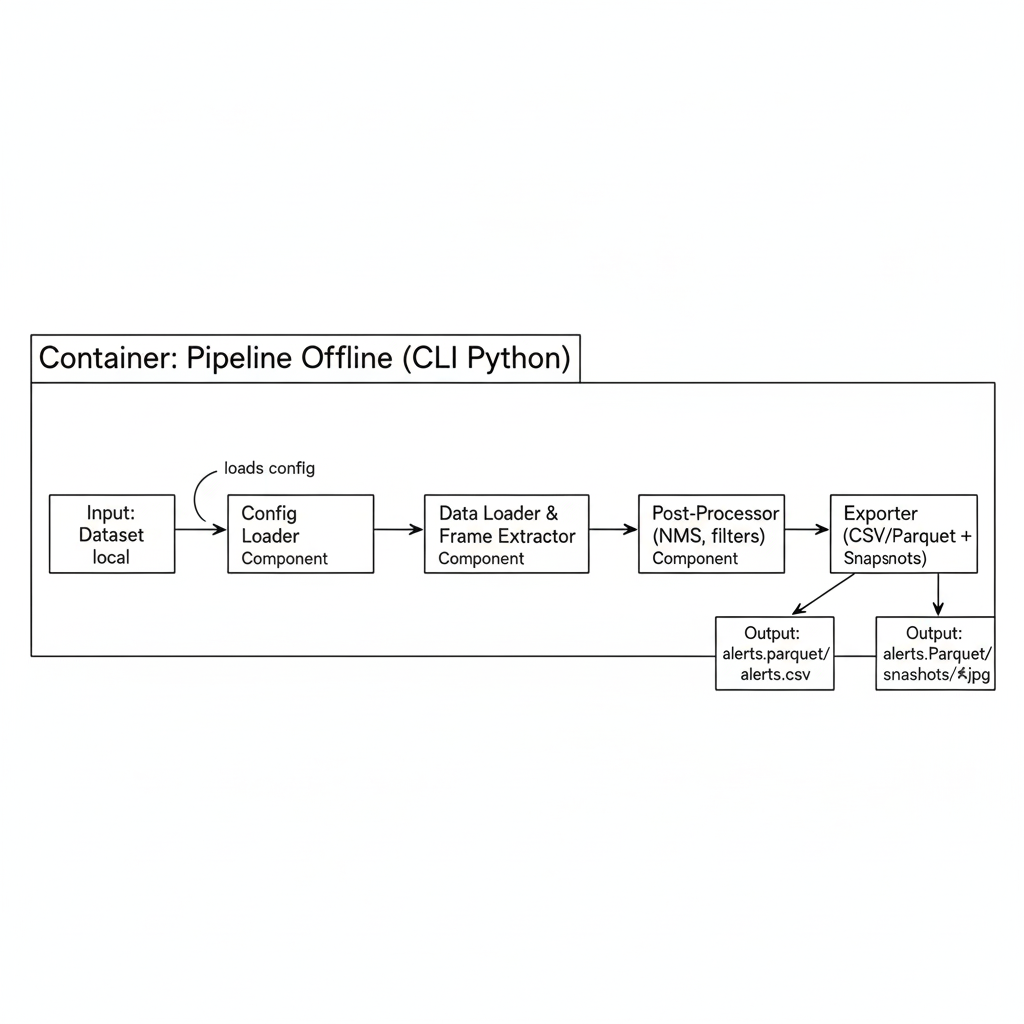 Container: Pipeline Offline (CLI Python)
loads config
Input:
Dataset
local
Config
Loader
Component
Data Loader &
Frame Extractor
Component
Post-Processor
(NMS, filters)
Component
Exporter
(CSV/Parquet +
Snapsnots)
Output:
alerts.parquet/
alerts.csv
Output:
alerts.Parquet/
snashots/*jpg